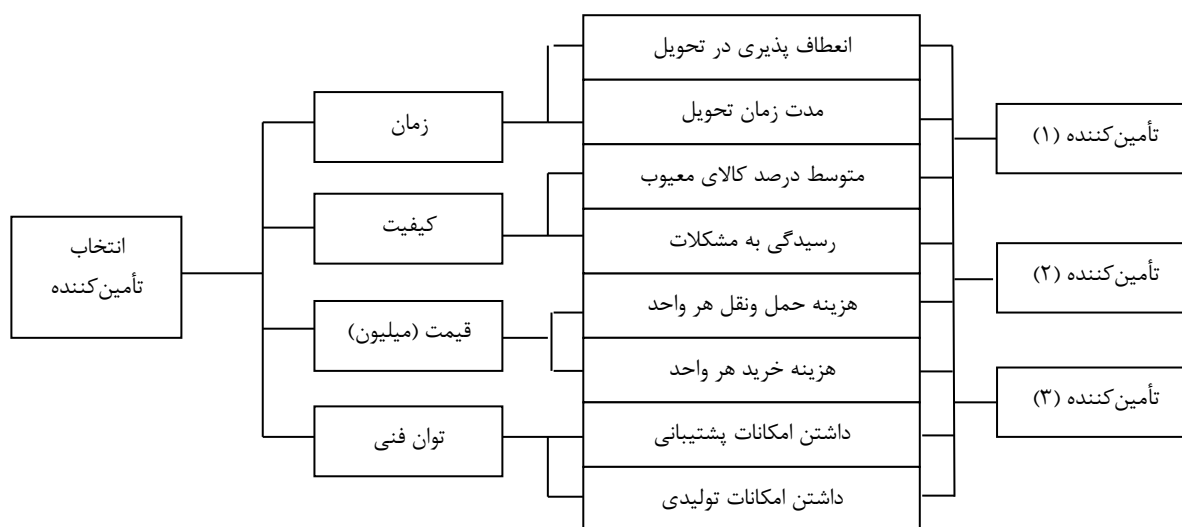 انتخاب
تأمین‌کننده
زمان
کیفیت
قیمت (میلیون)
توان فنی
انعطاف پذیری در تحویل
مدت زمان تحویل
متوسط درصد کالای معیوب
رسیدگی به مشکلات
هزینه حمل ونقل هر واحد
هزینه خرید هر واحد
داشتن امکانات پشتیبانی
داشتن امکانات تولیدی
تأمین‌کننده (۱)
تأمین‌کننده (۲)
تأمین‌کننده (۳)